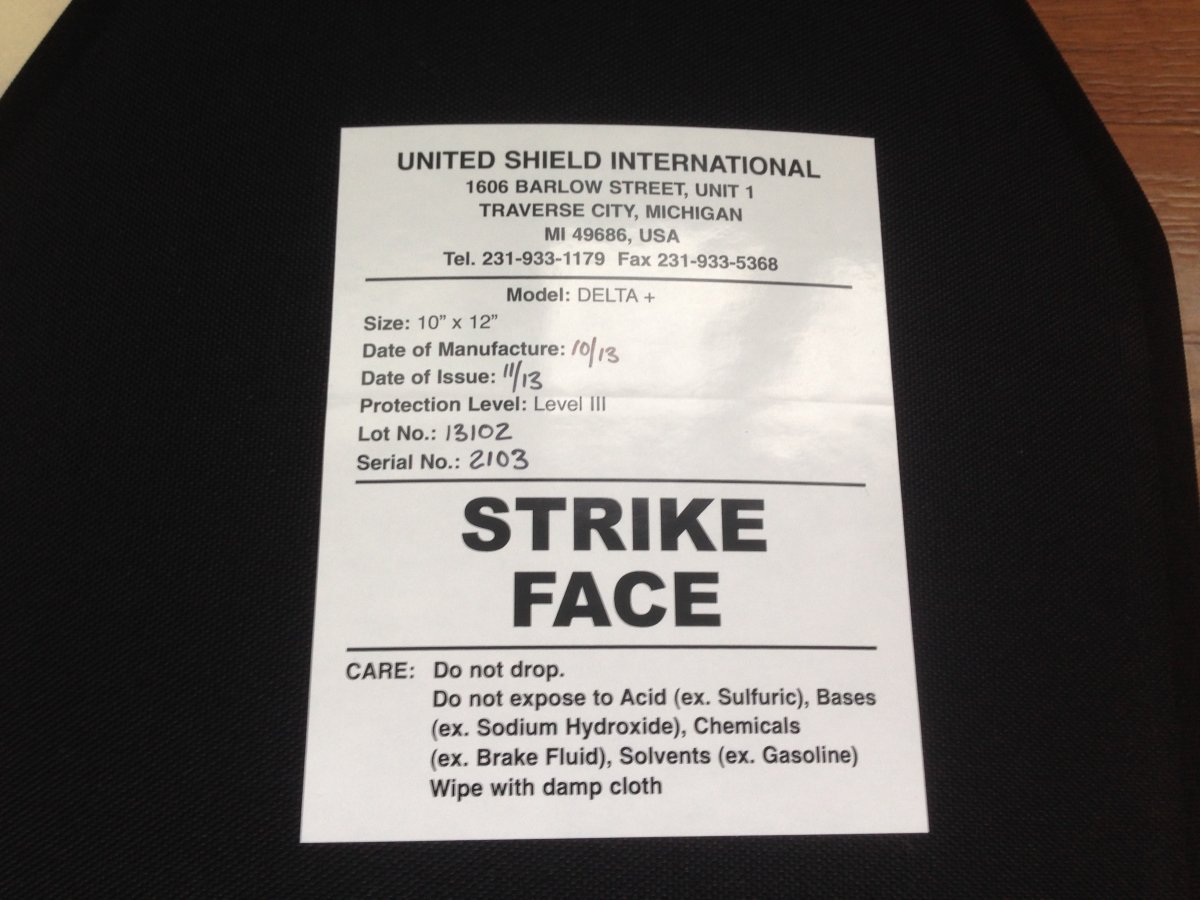 UNITED SHIELD INTERNATIONAL
1606 BARLOW STREET, UNIT 1
TRAVERSE CITY, MICHIGAN
MI 49686, USA
Tel. 231-933-1179 Fax 231-933-5368
Model: DELTA +
Size: 10” x 12”
Date of Manufacture: 10/13
Date of Issue: 11/13
Protection Level: Level III
Lot No.: 13102
Serial No.: 2103
STRIKE
FACE
CARE: Do not drop.
Do not expose to Acid (ex. Sulfuric), Bases
(ex. Sodium Hydroxide), Chemicals
(ex. Brake Fluid), Solvents (ex. Gasoline)
Wipe with damp cloth